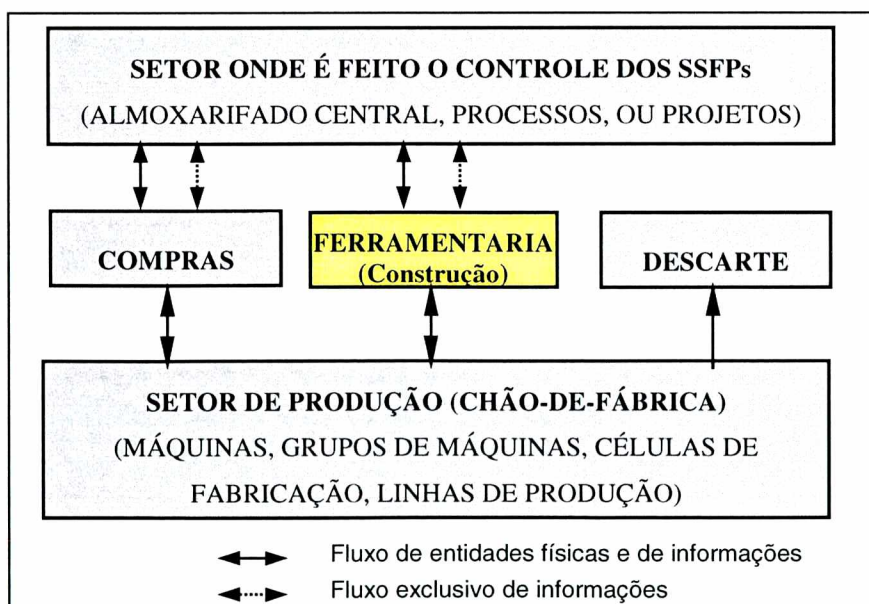 SETOR ONDE É FEITO O CONTROLE DOS SSFPs
(ALMOXARIFADO CENTRAL, PROCESSOS, OU PROJETOS)
COMPRAS
FERRAMENTARIA
(Construção)
DESCARTE
SETOR DE PRODUÇÃO (CHÃO-DE-FÁBRICA)
(MÁQUINAS, GRUPOS DE MÁQUINAS, CÉLULAS DE
FABRICAÇÃO, LINHAS DE PRODUÇÃO)
Fluxo de entidades físicas e de informações
Fluxo exclusivo de informações